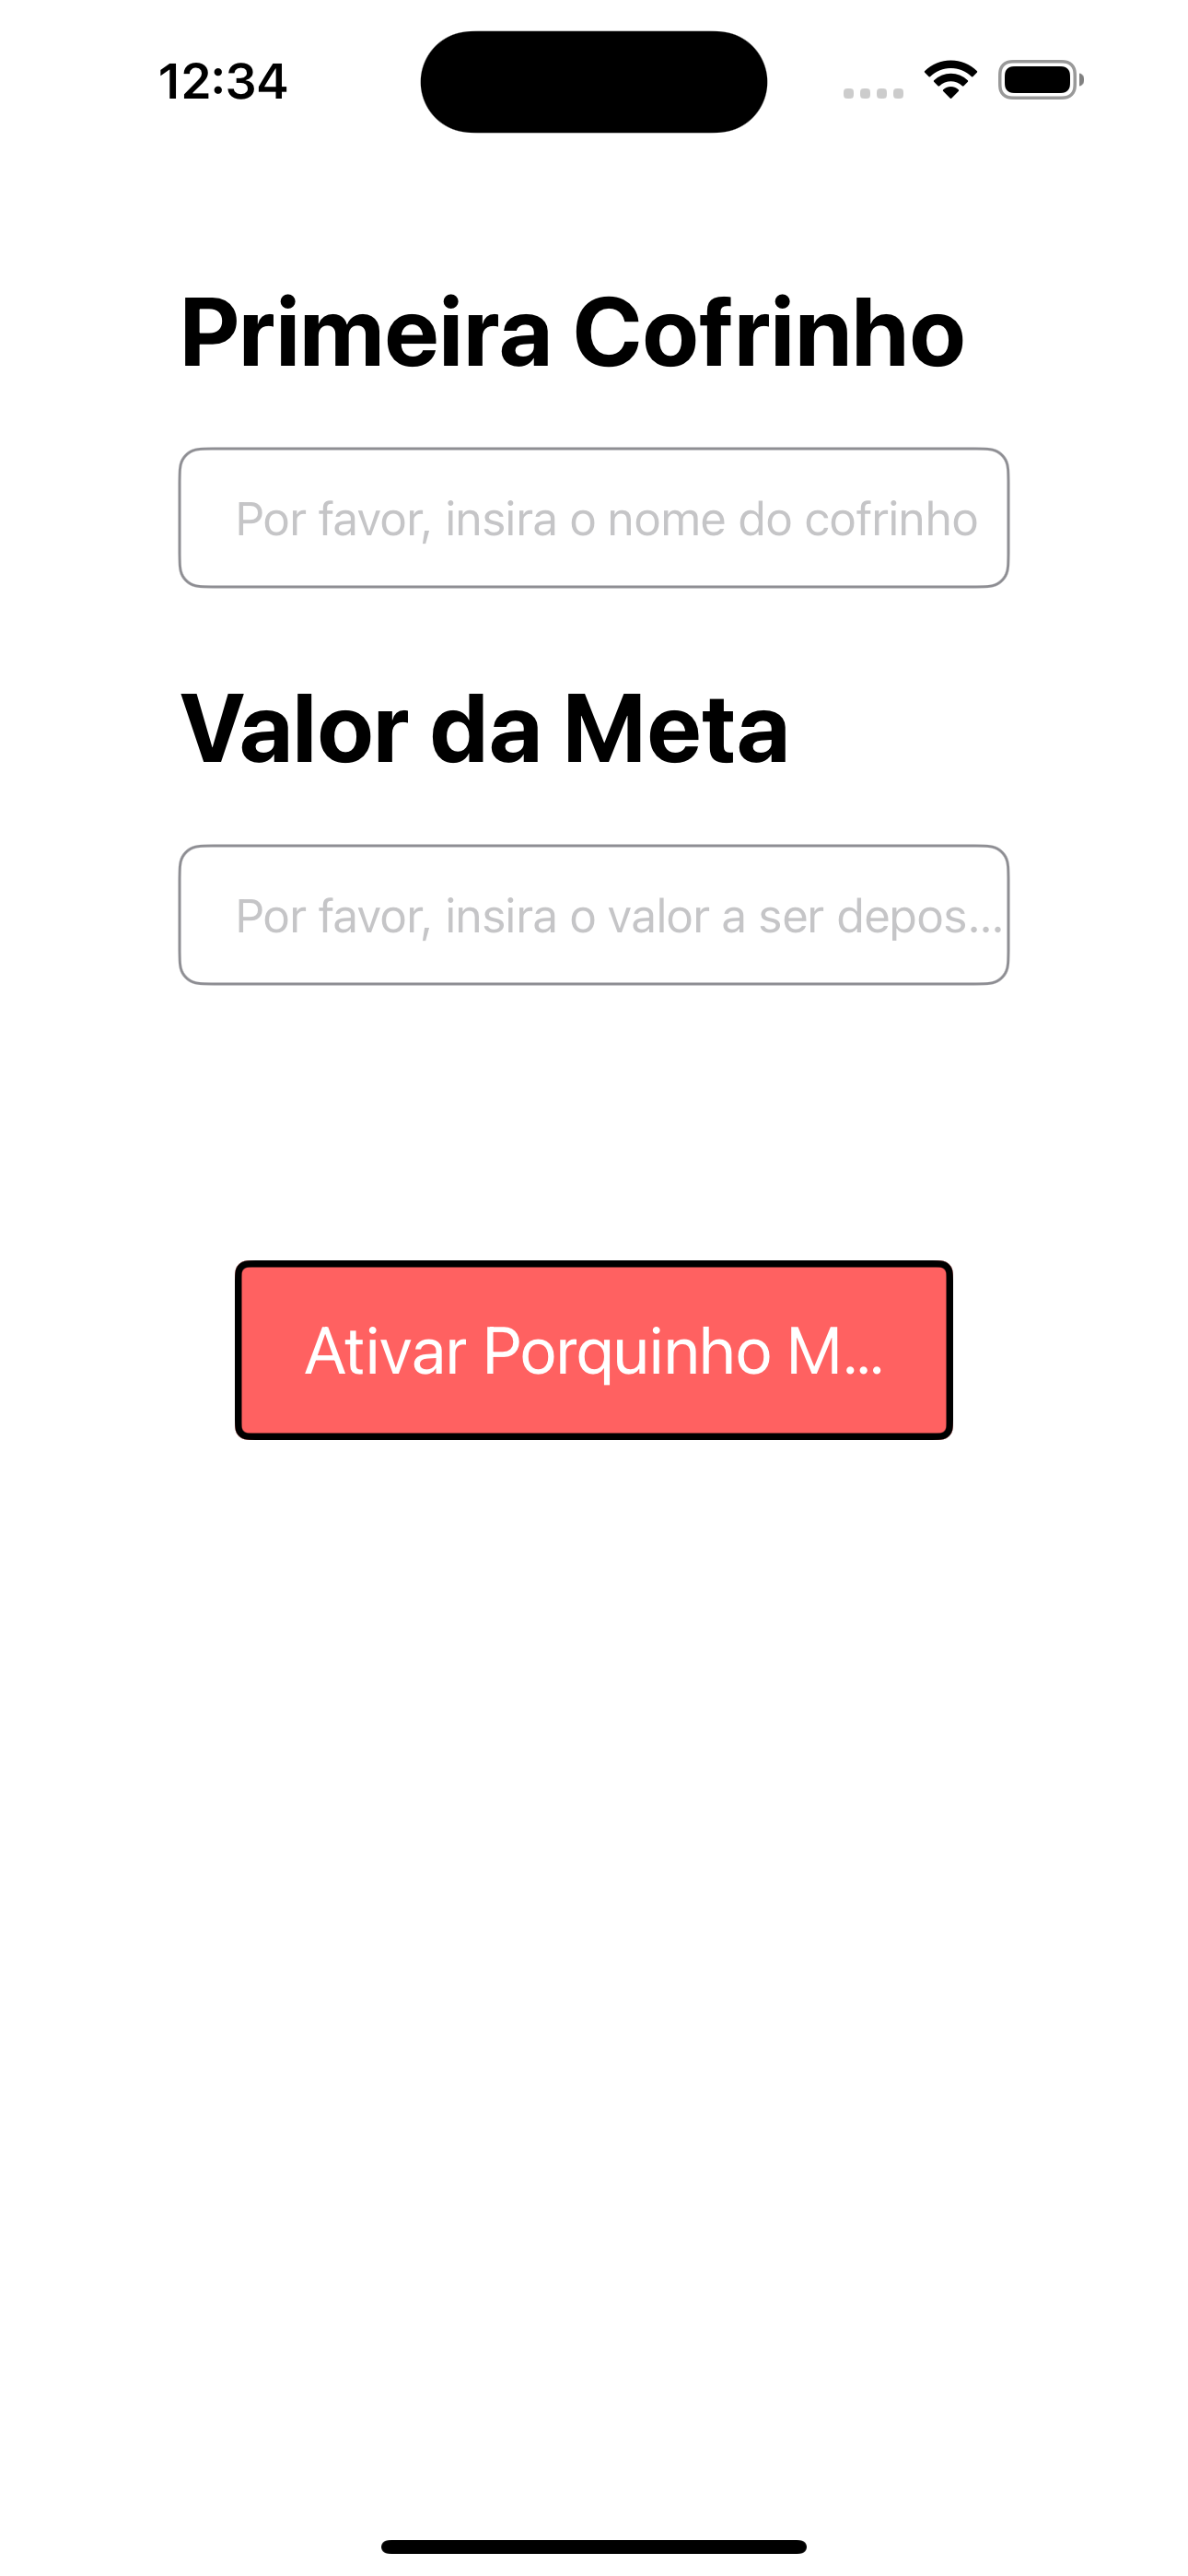 12:34
Primeira Cofrinho
Por favor, insira o nome do cofrinho
Valor da Meta
Por favor, insira o valor a ser depos...
Ativar Porquinho M...